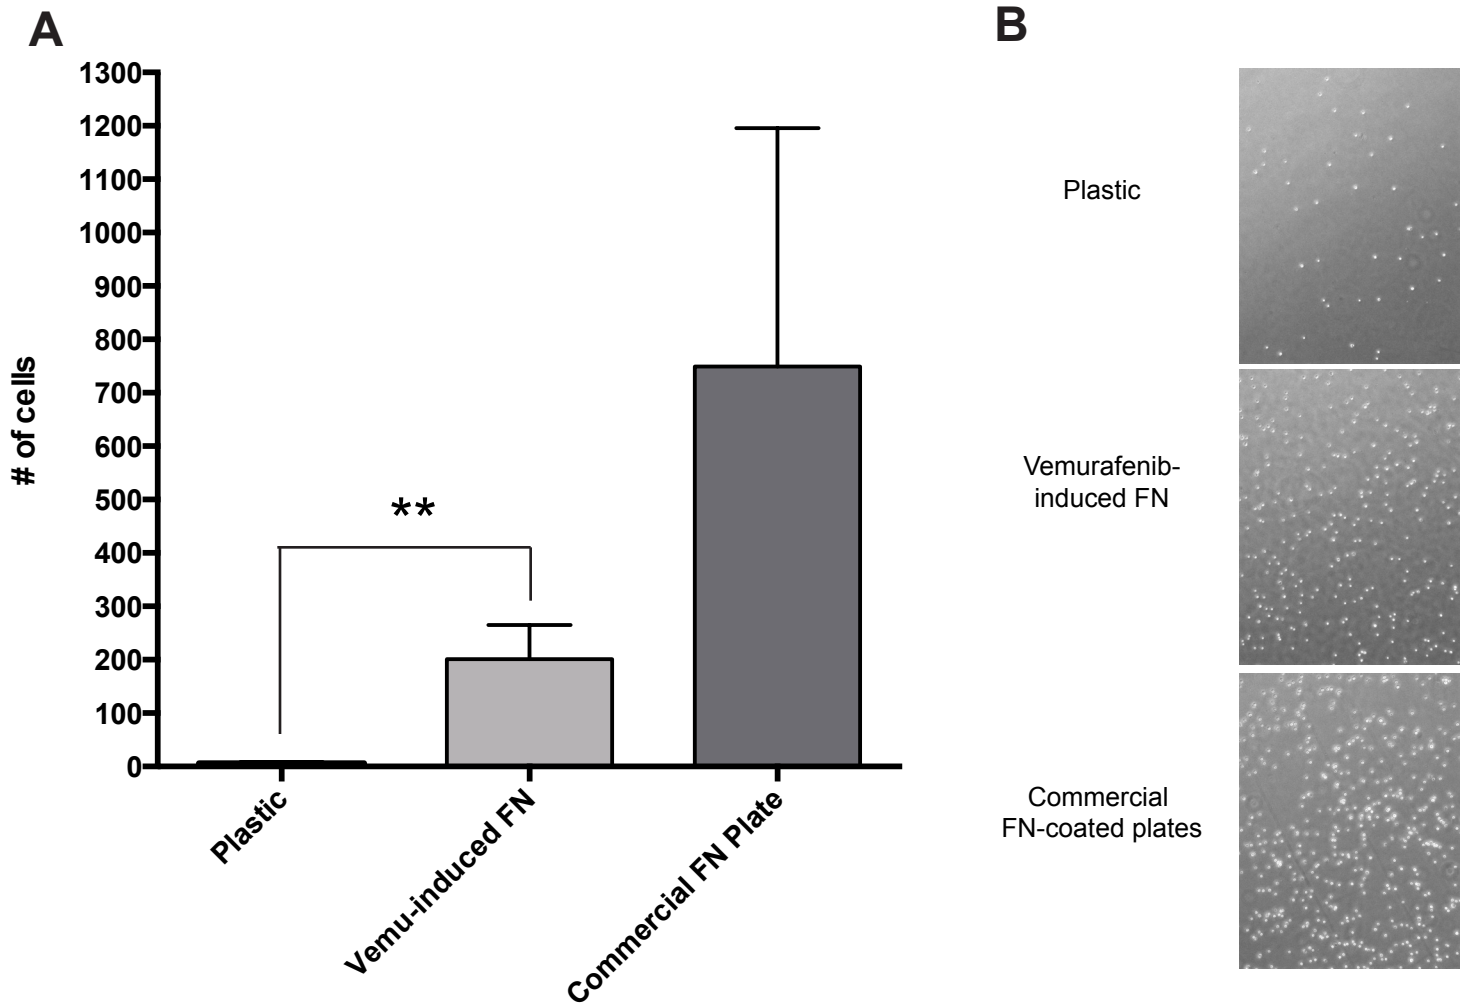 A
1300
1200
1100
1000
900
800
700
600
500
400
300
200
100
0
# of cells
**
Plastic
Vemu-induced FN
Commercial FN Plate
B
Plastic
Vemurafenib-
induced FN
Commercial
FN-coated plates